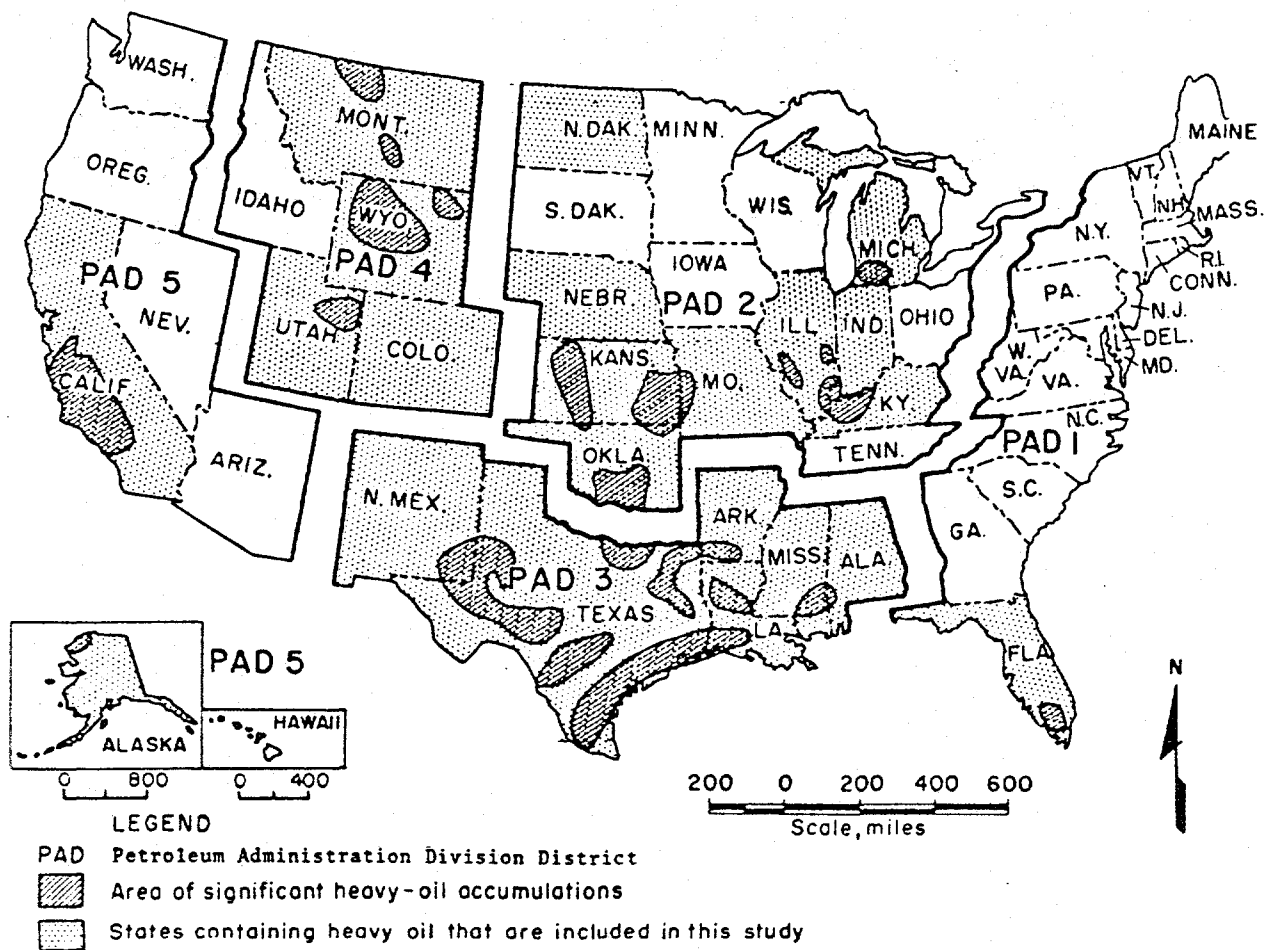 WASH.
OREG.
PAD 5
NEV.
CALIF
ARIZ.
MONT.
IDAHO
WYO.
PAD 4
UTAH
COLO.
N. DAK.
MINN.
S. DAK.
WIS.
IOWA
MICH.
NEBR.
PAD 2
ILL
IND.
OHIO
KANS
MO.
KY.
OKLA.
TENN.
MAINE
VT.
N.H.
MASS.
N.Y.
R.I.
CONN.
PA.
N.J.
DEL.
MD.
W.
VA.
VA.
N.C.
PAD 1
S.C.
GA.
FLA
N. MEX.
ARK.
MISS.
ALA.
PAD 3
TEXAS
LA.
PAD 5
ALASKA
HAWAII
0 800
0 400
N
200 0 200 400 600
Scale, miles
LEGEND
PAD Petroleum Administration Division District
Area of significant heavy-oil accumulations
States containing heavy oil that are included in this study